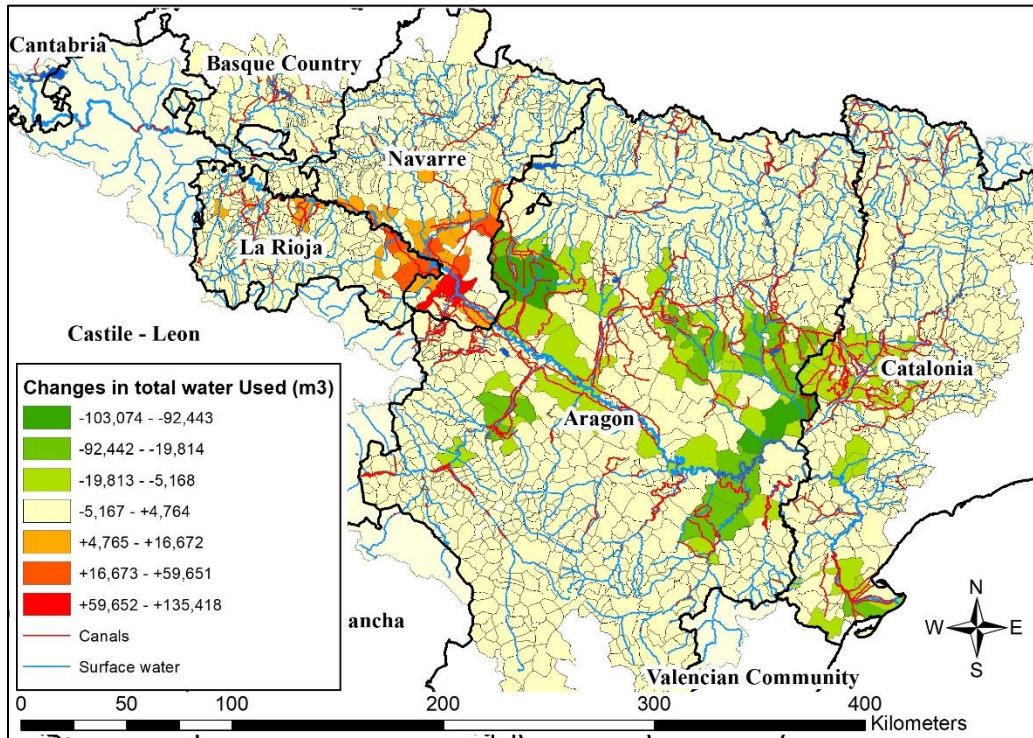 Cantabria
Basque Country
Navarre
La Rioja
Castile - Leon
Catalonia
Aragon
ancha
Valencian Community
Changes in total water Used (m3)
-103,074 - -92,443
-92,442 - -19,814
-19,813 - -5,168
-5,167 - +4,764
+4,765 - +16,672
+16,673 - +59,651
+59,652 - +135,418
Canals
Surface water
N
W E
S
0 50 100 200 300 400
Kilometers